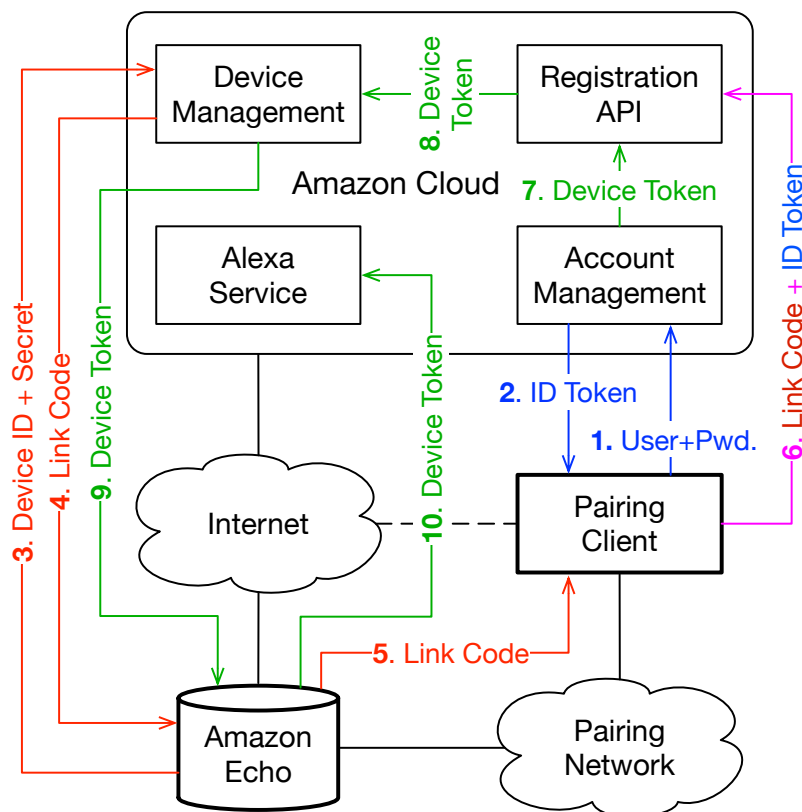 Device
Management
Registration
API
8. Device
Token
Amazon Cloud
7. Device Token
Alexa
Service
Account
Management
3. Device ID + Secret
4. Link Code
9. Device Token
10. Device Token
2. ID Token
1. User+Pwd.
6. Link Code + ID Token
Internet
Pairing
Client
5. Link Code
Amazon
Echo
Pairing
Network